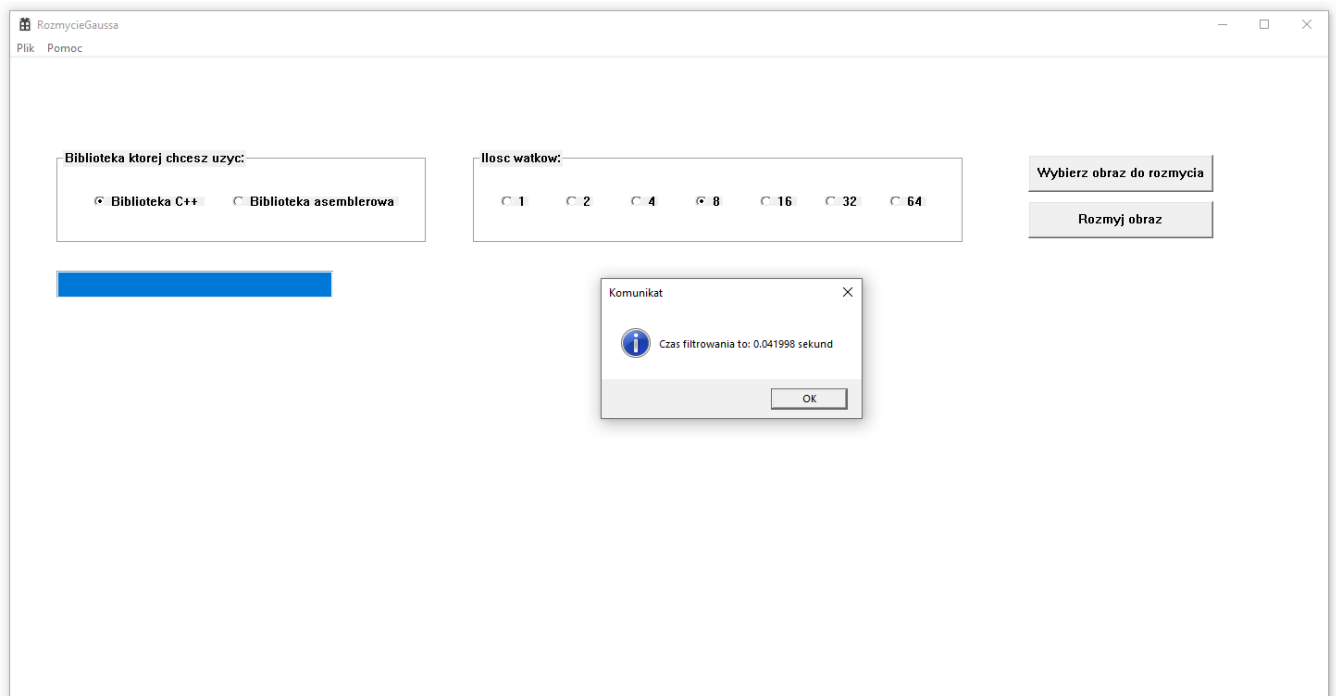 RozmycieGaussa
Plik Pomoc
Biblioteka ktorej chcesz uzyc:
Biblioteka C++ Biblioteka asemblerowa
Ilosc watkow:
1 2 4 8 16 32 64
Wybierz obraz do rozmycia
Rozmyj obraz
Komunikat
Czas filtrowania to: 0.041998 sekund
OK